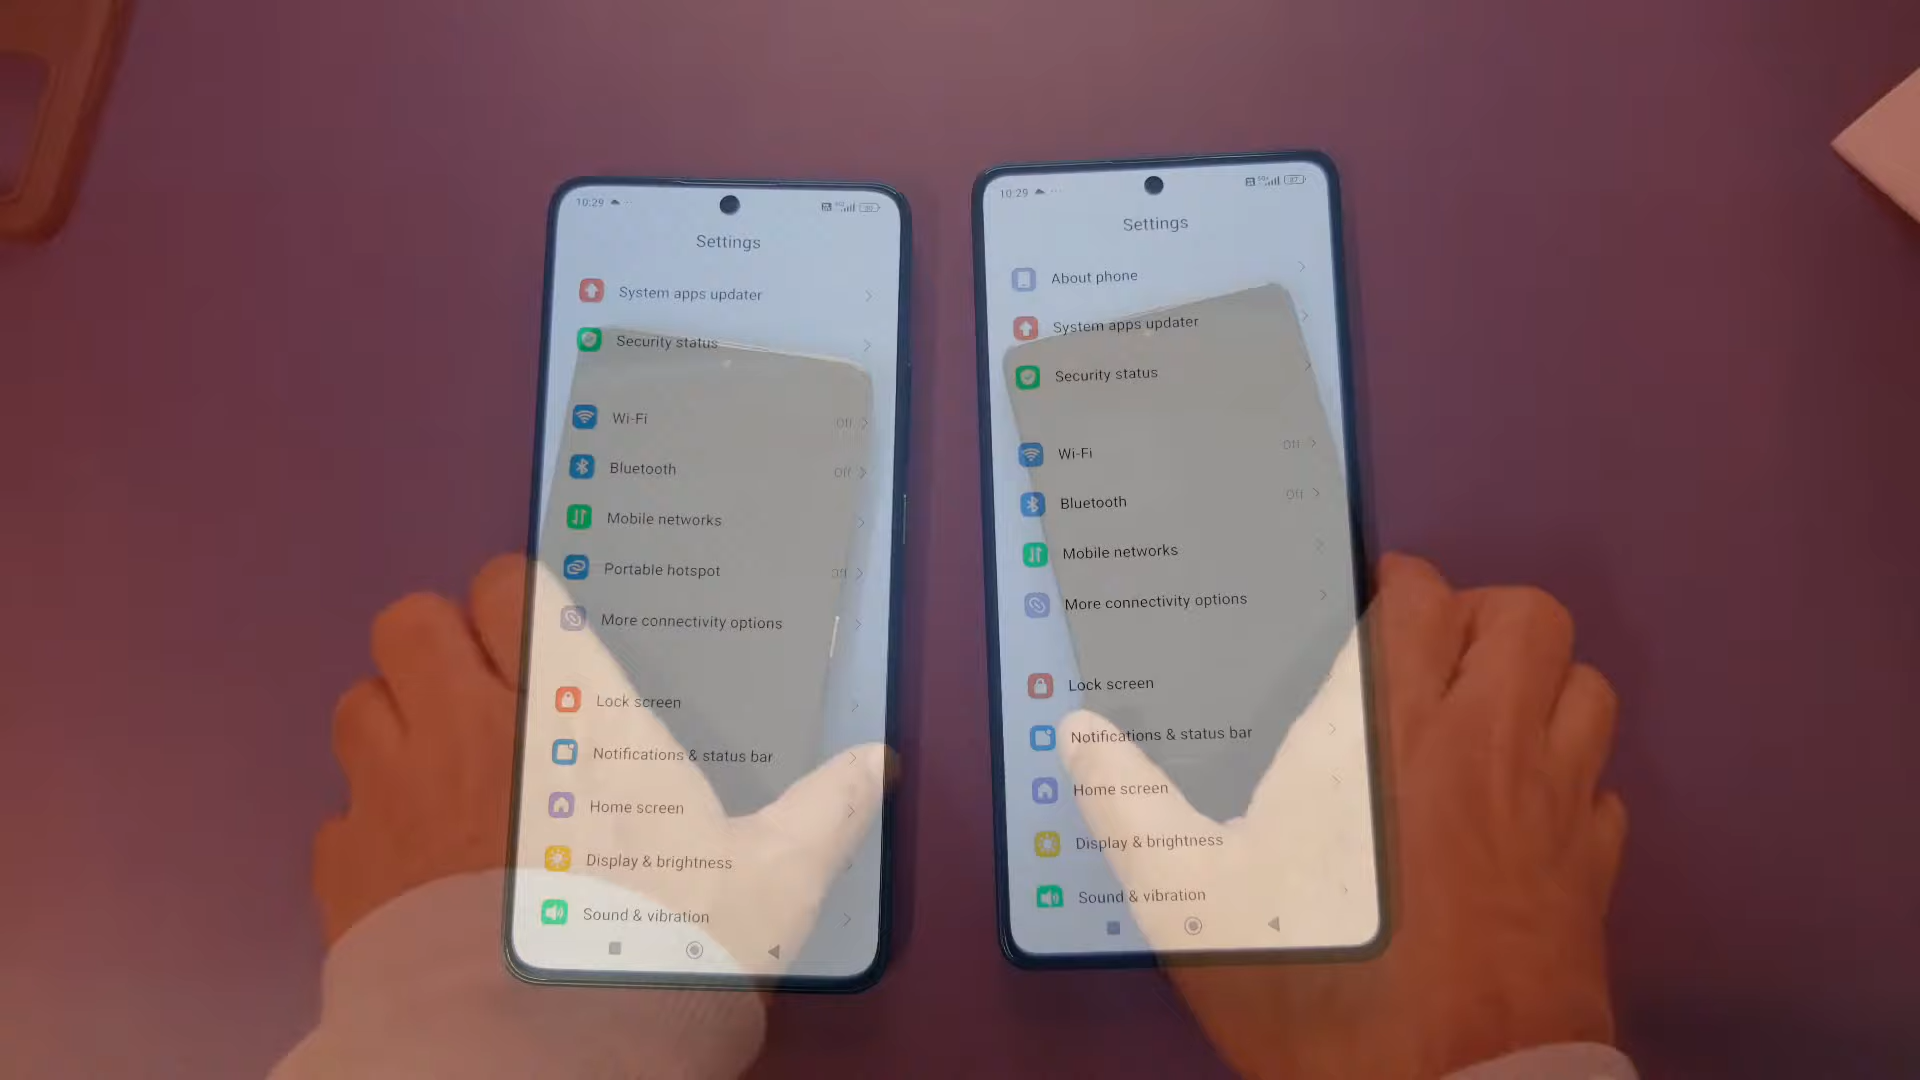 10:29
Settings
System apps updater
Security status
Wi-Fi Off
Bluetooth Off
Mobile networks
Portable hotspot Off
More connectivity options
Lock screen
Notifications & status bar
Home screen
Display & brightness
Sound & vibration
10:29
Settings
About phone
System apps updater
Security status
Wi-Fi Off
Bluetooth Off
Mobile networks
More connectivity options
Lock screen
Notifications & status bar
Home screen
Display & brightness
Sound & vibration